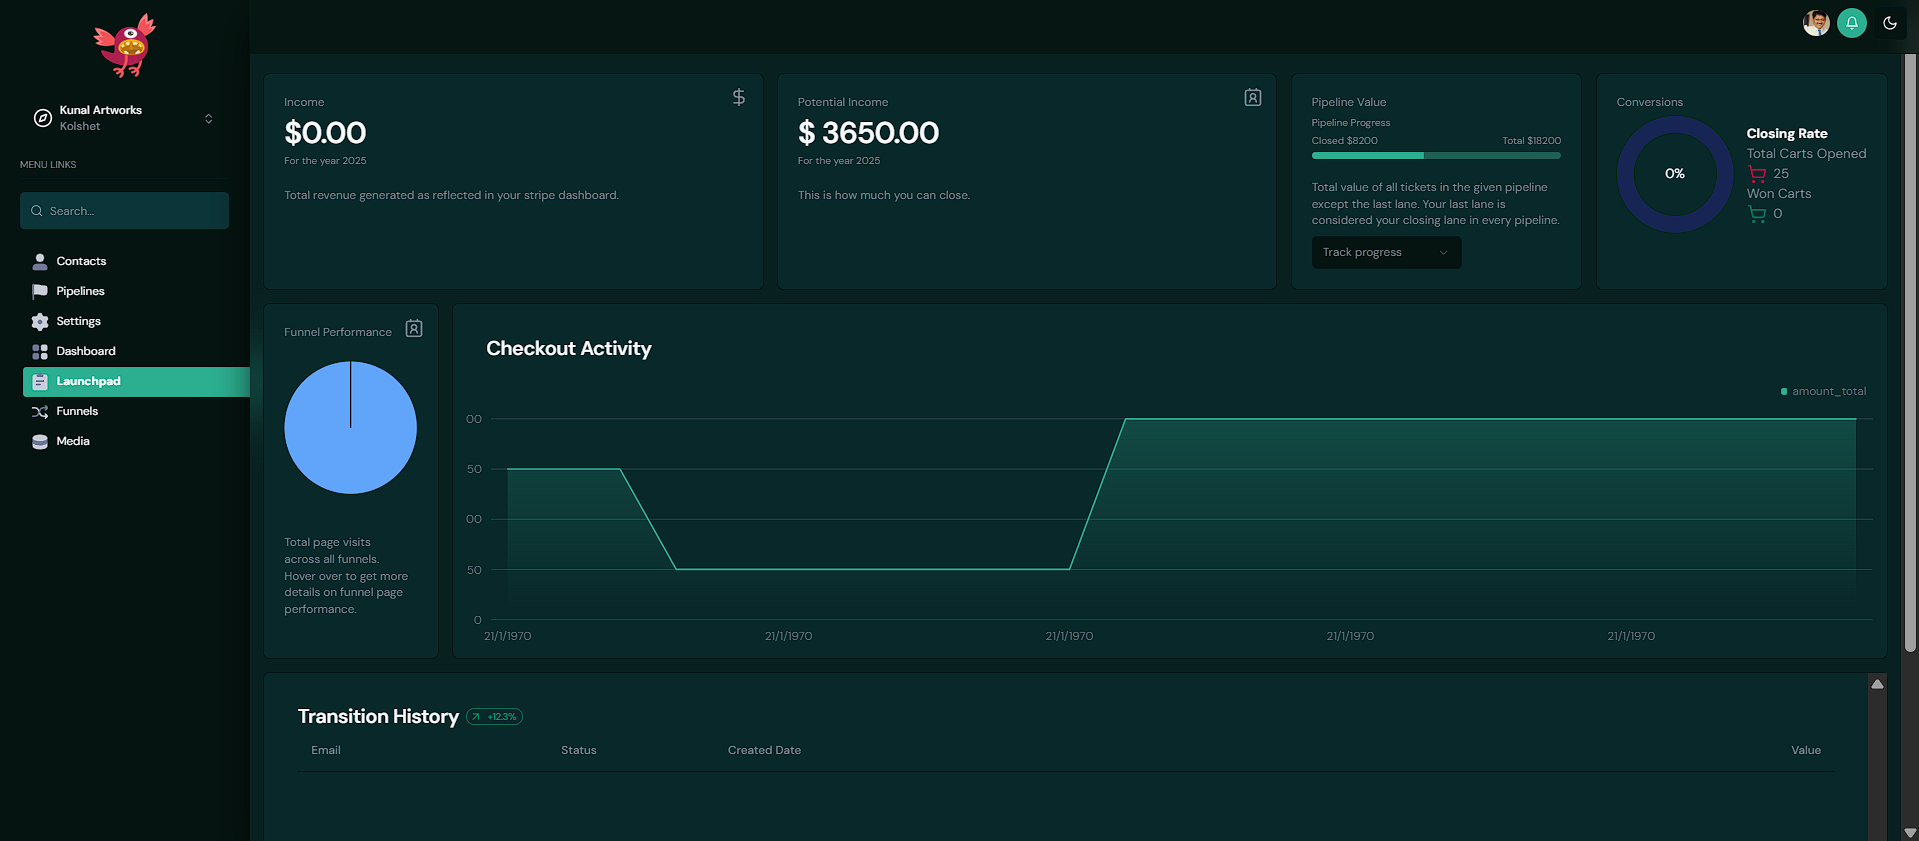 Kunal Artworks
Kolshet
MENU LINKS
Search...
Contacts
Pipelines
Settings
Dashboard
Launchpad
Funnels
Media
Income
$0.00
For the year 2025
Total revenue generated as reflected in your stripe dashboard.
Potential Income
$ 3650.00
For the year 2025
This is how much you can close.
Pipeline Value
Pipeline Progress
Closed $8200 Total $18200
Total value of all tickets in the given pipeline
except the last lane. Your last lane is
considered your closing lane in every pipeline.
Track progress
Conversions
0%
Closing Rate
Total Carts Opened
25
Won Carts
0
Funnel Performance
Total page visits
across all funnels.
Hover over to get more
details on funnel page
performance.
Checkout Activity
amount_total
00
50
00
50
0
21/1/1970 21/1/1970 21/1/1970 21/1/1970 21/1/1970
Transition History +12.3%
Email Status Created Date Value